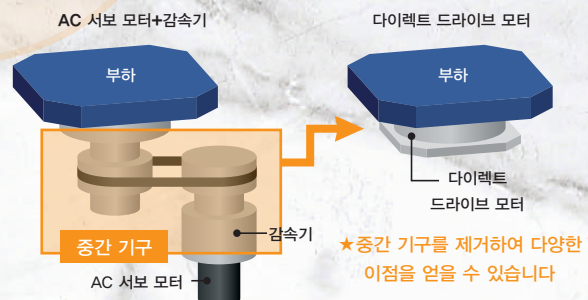 AC 서보 모터+감속기
부하
중간 기구
감속기
AC 서보 모터
다이렉트 드라이브 모터
부하
다이렉트
드라이브 모터
★중간 기구를 제거하여 다양한
이점을 얻을 수 있습니다